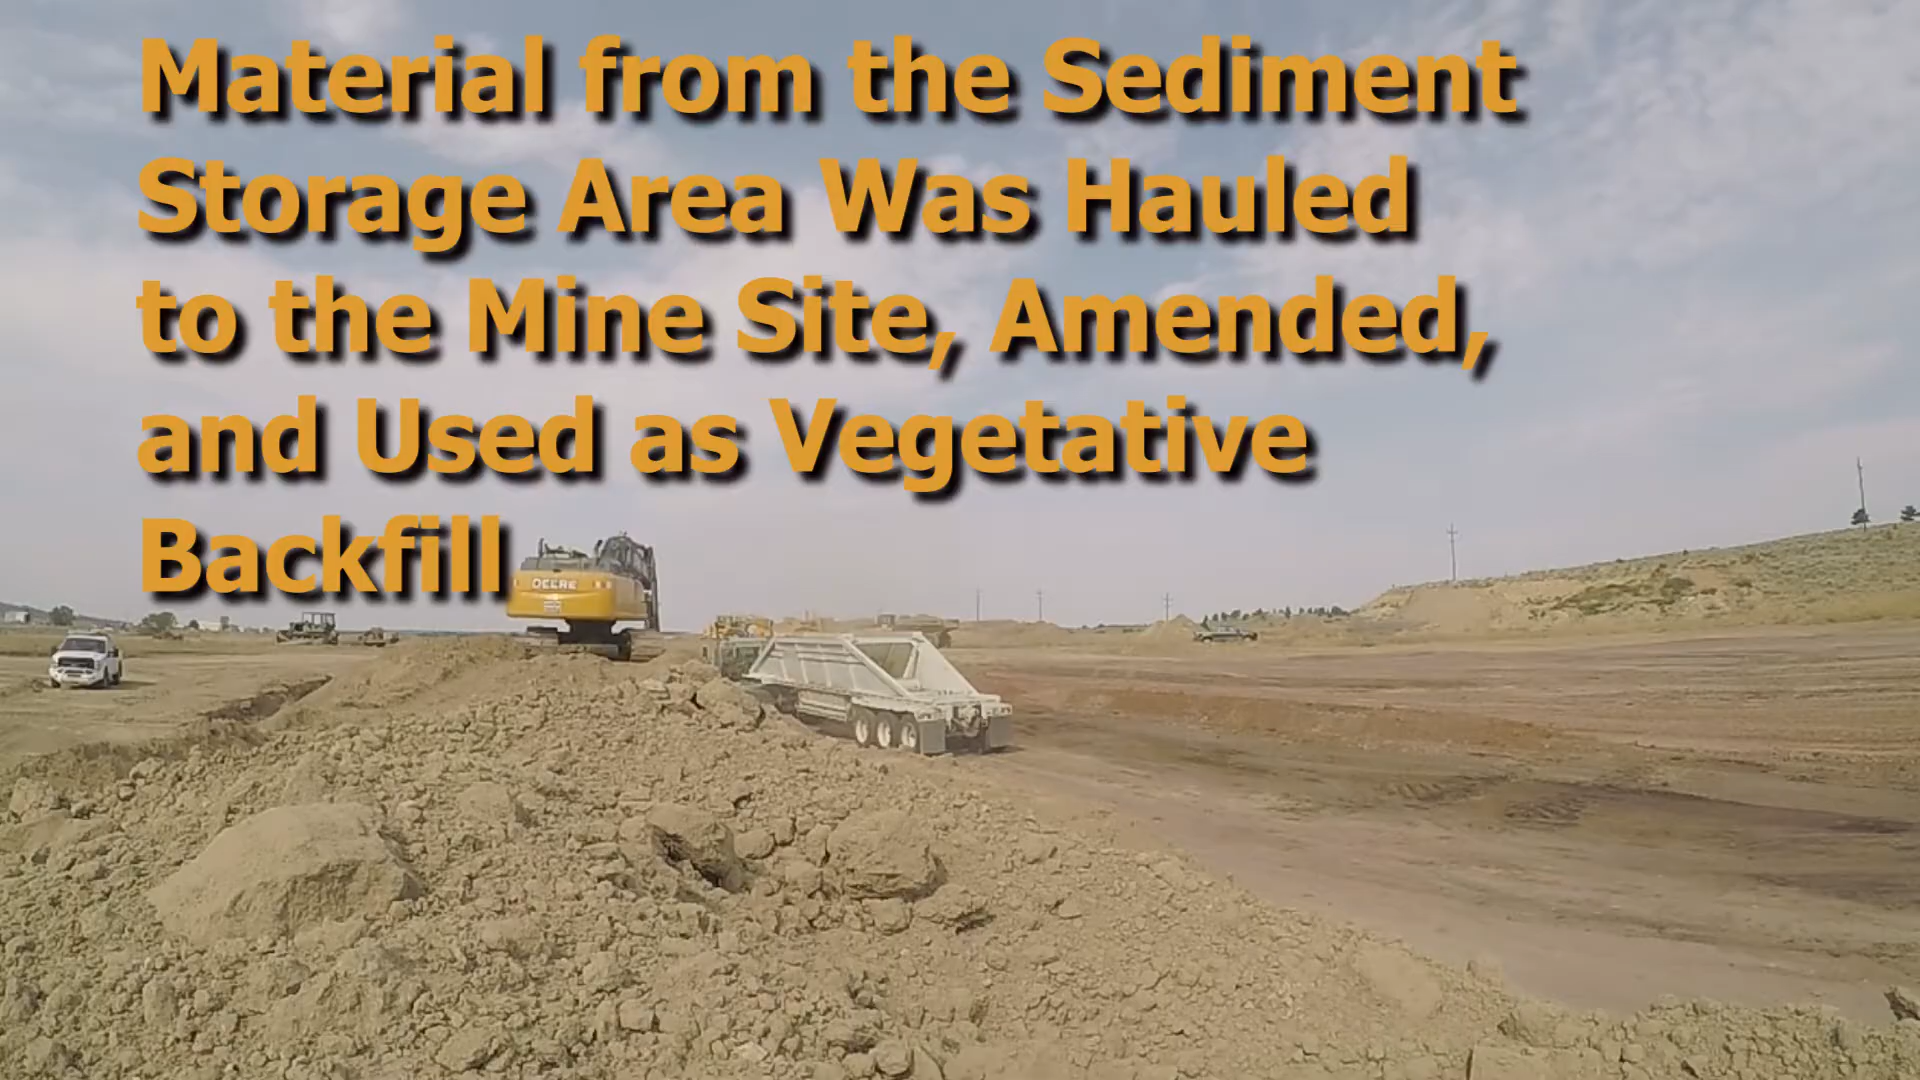 Material from the Sediment
Storage Area Was Hauled
to the Mine Site, Amended,
and Used as Vegetative
Backfill
DEERE